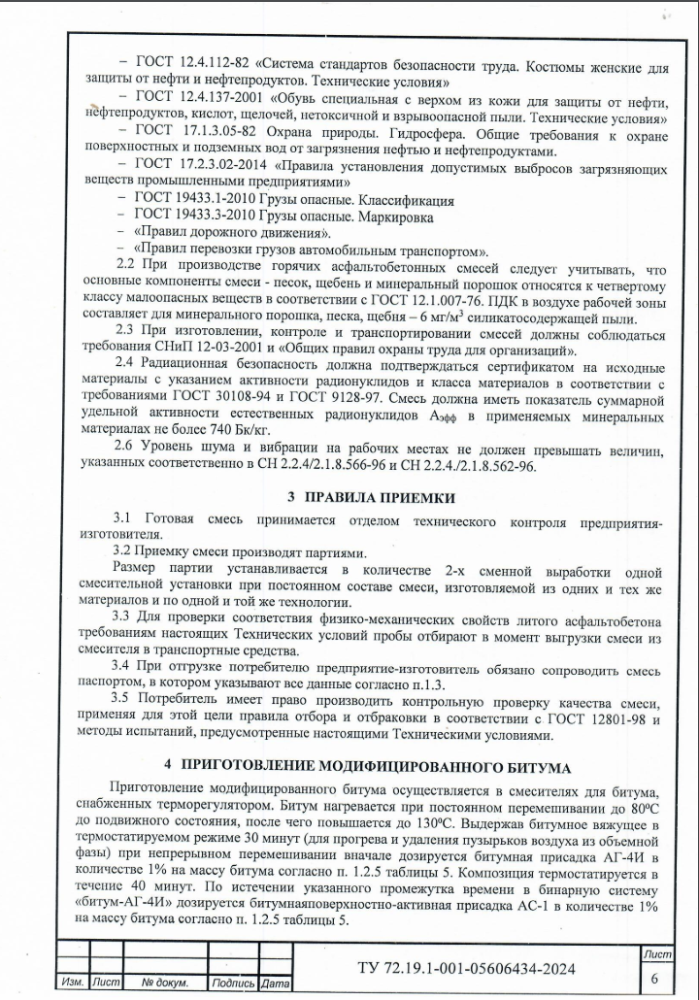 – ГОСТ 12.4.112-82 «Система стандартов безопасности труда. Костюмы женские для
защиты от нефти и нефтепродуктов. Технические условия»
– ГОСТ 12.4.137-2001 «Обувь специальная с верхом из кожи для защиты от нефти,
нефтепродуктов, кислот, щелочей, нетоксичной и взрывоопасной пыли. Технические условия»
– ГОСТ 17.1.3.05-82 Охрана природы. Гидросфера. Общие требования к охране
поверхностных и подземных вод от загрязнения нефтью и нефтепродуктами.
– ГОСТ 17.2.3.02-2014 «Правила установления допустимых выбросов загрязняющих
веществ промышленными предприятиями»
– ГОСТ 19433.1-2010 Грузы опасные. Классификация
– ГОСТ 19433.3-2010 Грузы опасные. Маркировка
– «Правил дорожного движения».
– «Правил перевозки грузов автомобильным транспортом».
2.2 При производстве горячих асфальтобетонных смесей следует учитывать, что
основные компоненты смеси - песок, щебень и минеральный порошок относятся к четвертому
классу малоопасных веществ в соответствии с ГОСТ 12.1.007-76. ПДК в воздухе рабочей зоны
составляет для минерального порошка, песка, щебня – 6 мг/м³ силикатосодержащей пыли.
2.3 При изготовлении, контроле и транспортировании смесей должны соблюдаться
требования СНиП 12-03-2001 и «Общих правил охраны труда для организаций».
2.4 Радиационная безопасность должна подтверждаться сертификатом на исходные
материалы с указанием активности радионуклидов и класса материалов в соответствии с
требованиями ГОСТ 30108-94 и ГОСТ 9128-97. Смесь должна иметь показатель суммарной
удельной активности естественных радионуклидов Aэфф в применяемых минеральных
материалах не более 740 Бк/кг.
2.6 Уровень шума и вибрации на рабочих местах не должен превышать величин,
указанных соответственно в СН 2.2.4/2.1.8.566-96 и СН 2.2.4./2.1.8.562-96.
3 ПРАВИЛА ПРИЕМКИ
3.1 Готовая смесь принимается отделом технического контроля предприятия-
изготовителя.
3.2 Приемку смеси производят партиями.
Размер партии устанавливается в количестве 2-х сменной выработки одной
смесительной установки при постоянном составе смеси, изготовляемой из одних и тех же
материалов и по одной и той же технологии.
3.3 Для проверки соответствия физико-механических свойств литого асфальтобетона
требованиям настоящих Технических условий пробы отбирают в момент выгрузки смеси из
смесителя в транспортные средства.
3.4 При отгрузке потребителю предприятие-изготовитель обязано сопроводить смесь
паспортом, в котором указывают все данные согласно п.1.3.
3.5 Потребитель имеет право производить контрольную проверку качества смеси,
применяя для этой цели правила отбора и отбраковки в соответствии с ГОСТ 12801-98 и
методы испытаний, предусмотренные настоящими Техническими условиями.
4 ПРИГОТОВЛЕНИЕ МОДИФИЦИРОВАННОГО БИТУМА
Приготовление модифицированного битума осуществляется в смесителях для битума,
снабженных терморегулятором. Битум нагревается при постоянном перемешивании до 80⁰С
до подвижного состояния, после чего повышается до 130⁰С. Выдержав битумное вяжущее в
термостатируемом режиме 30 минут (для прогрева и удаления пузырьков воздуха из объемной
фазы) при непрерывном перемешивании вначале дозируется битумная присадка АГ-4И в
количестве 1% на массу битума согласно п. 1.2.5 таблицы 5. Композиция термостатируется в
течение 40 минут. По истечении указанного промежутка времени в бинарную систему
«битум-АГ-4И» дозируется битумнаяповерхностно-активная присадка АС-1 в количестве 1%
на массу битума согласно п. 1.2.5 таблицы 5.
Изм. Лист № докум. Подпись Дата
ТУ 72.19.1-001-05606434-2024
Лист
6